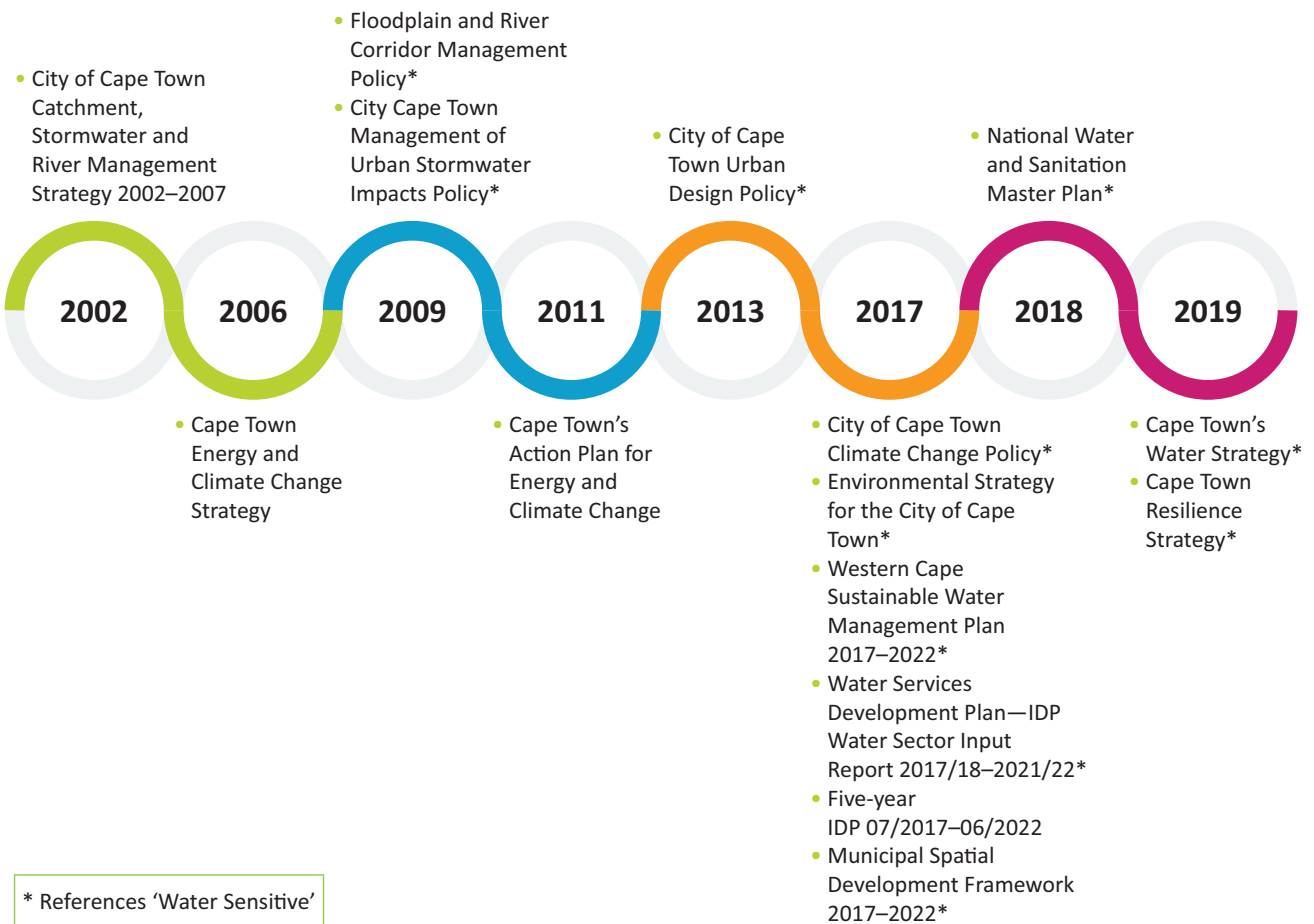 • City of Cape Town
Catchment,
Stormwater and
River Management
Strategy 2002–2007
• Floodplain and River
Corridor Management
Policy*
• City Cape Town
Management of
Urban Stormwater
Impacts Policy*
• City of Cape
Town Urban
Design Policy*
• National Water
and Sanitation
Master Plan*
2002
2006
2009
2011
2013
2017
2018
2019
• Cape Town
Energy and
Climate Change
Strategy
• Cape Town’s
Action Plan for
Energy and
Climate Change
• City of Cape Town
Climate Change Policy*
• Environmental Strategy
for the City of Cape
Town*
• Western Cape
Sustainable Water
Management Plan
2017–2022*
• Water Services
Development Plan—IDP
Water Sector Input
Report 2017/18–2021/22*
• Five-year
IDP 07/2017–06/2022
• Municipal Spatial
Development Framework
2017–2022*
• Cape Town’s
Water Strategy*
• Cape Town
Resilience
Strategy*
* References ‘Water Sensitive’